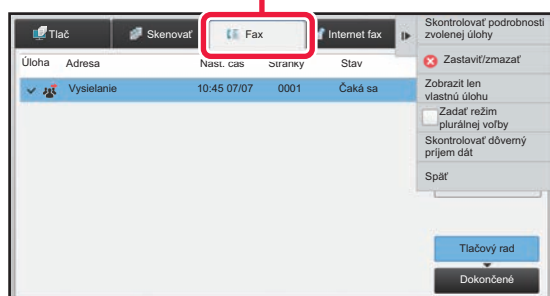 Tlač
Skenovať
Fax
Internet fax
Úloha
Adresa
Nast. čas
Stránky
Stav
Vysielanie
10:45 07/07
0001
Čaká sa
Skontrolovať podrobnosti
zvolenej úlohy
Zastaviť/zmazať
Zobrazit len
vlastnú úlohu
Zadať režim
plurálnej voľby
Skontrolovať dôverný
príjem dát
Späť
Tlačový rad
Dokončené